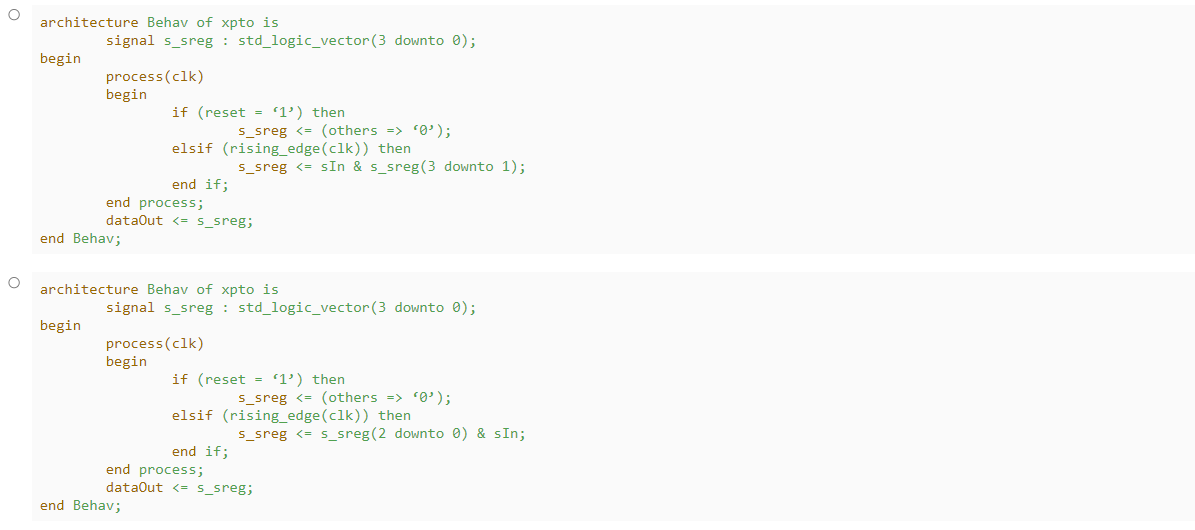 architecture Behav of xpto is
signal s_sreg : std_logic_vector(3 downto 0);
begin
process(clk)
begin
if (reset = ‘1’) then
s_sreg <= (others => ‘0’);
elsif (rising_edge(clk)) then
s_sreg <= sIn & s_sreg(3 downto 1);
end if;
end process;
dataOut <= s_sreg;
end Behav;
architecture Behav of xpto is
signal s_sreg : std_logic_vector(3 downto 0);
begin
process(clk)
begin
if (reset = ‘1’) then
s_sreg <= (others => ‘0’);
elsif (rising_edge(clk)) then
s_sreg <= s_sreg(2 downto 0) & sIn;
end if;
end process;
dataOut <= s_sreg;
end Behav;